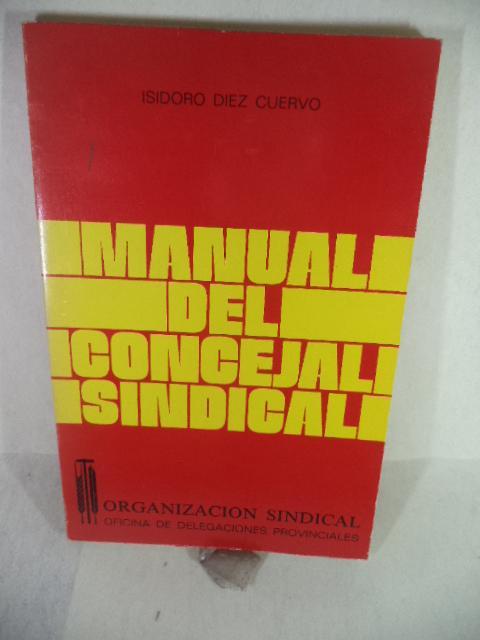 ISIDORO DIEZ CUERVO
MANUAL
DEL
CONCEJAL
SINDICAL
ORGANIZACION SINDICAL
OFICINA DE DELEGACIONES PROVINCIALES